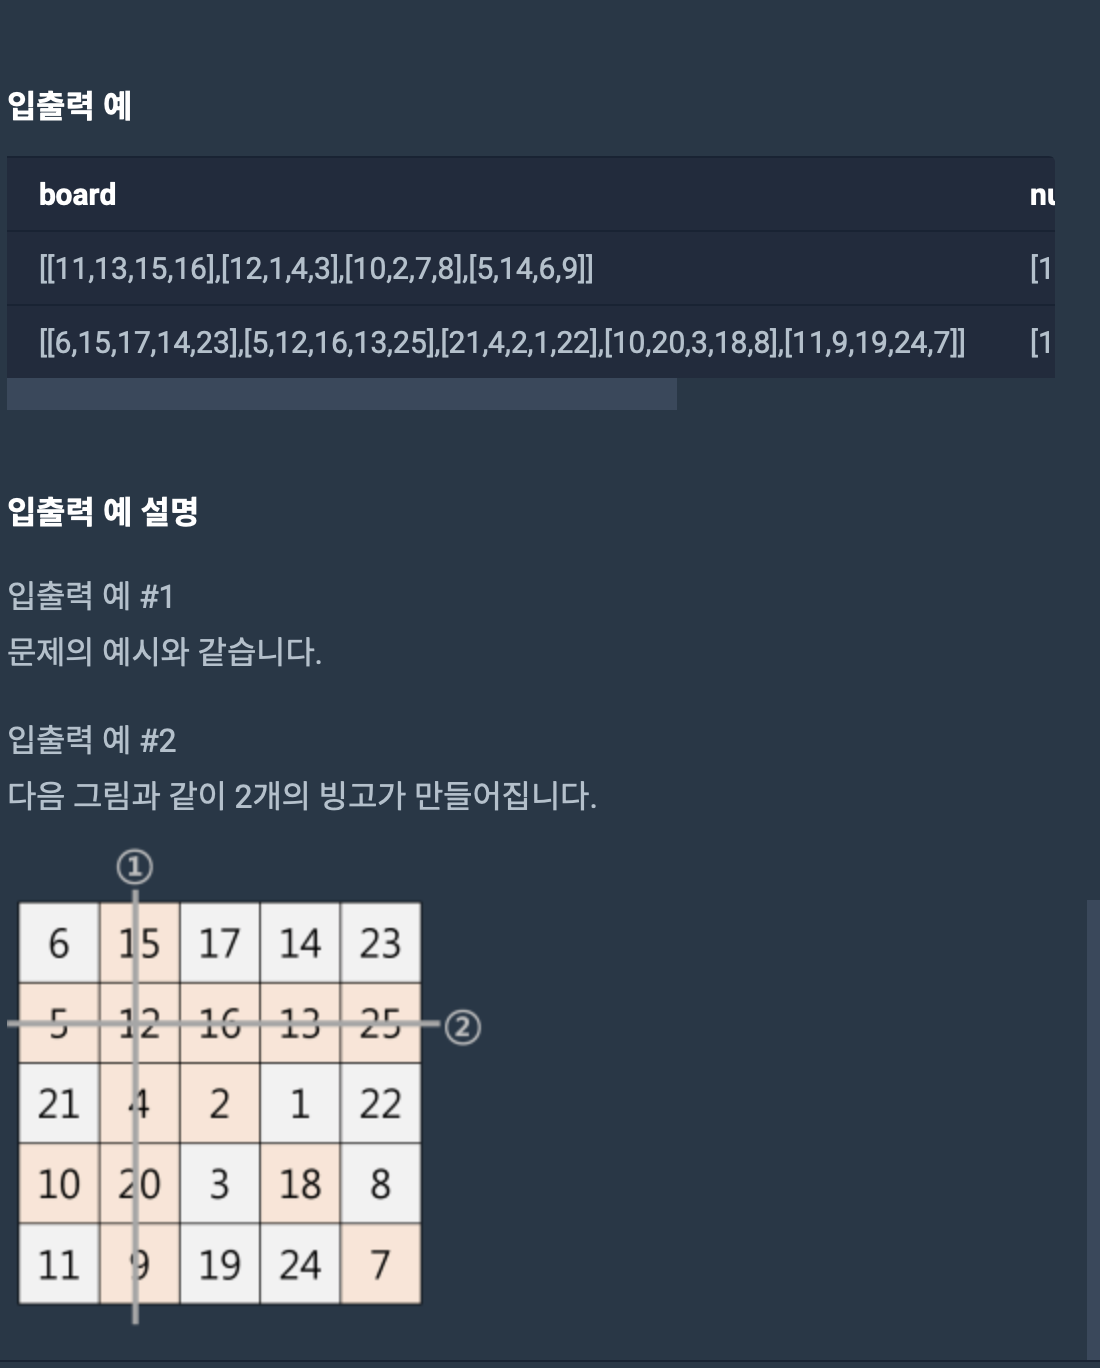 입출력 예
board nu
[[11,13,15,16],[12,1,4,3],[10,2,7,8],[5,14,6,9]] [1
[[6,15,17,14,23],[5,12,16,13,25],[21,4,2,1,22],[10,20,3,18,8],[11,9,19,24,7]] [1
입출력 예 설명
입출력 예 #1
문제의 예시와 같습니다.
입출력 예 #2
다음 그림과 같이 2개의 빙고가 만들어집니다.
①
6 15 17 14 23
5 12 16 13 25 ②
21 4 2 1 22
10 20 3 18 8
11 9 19 24 7